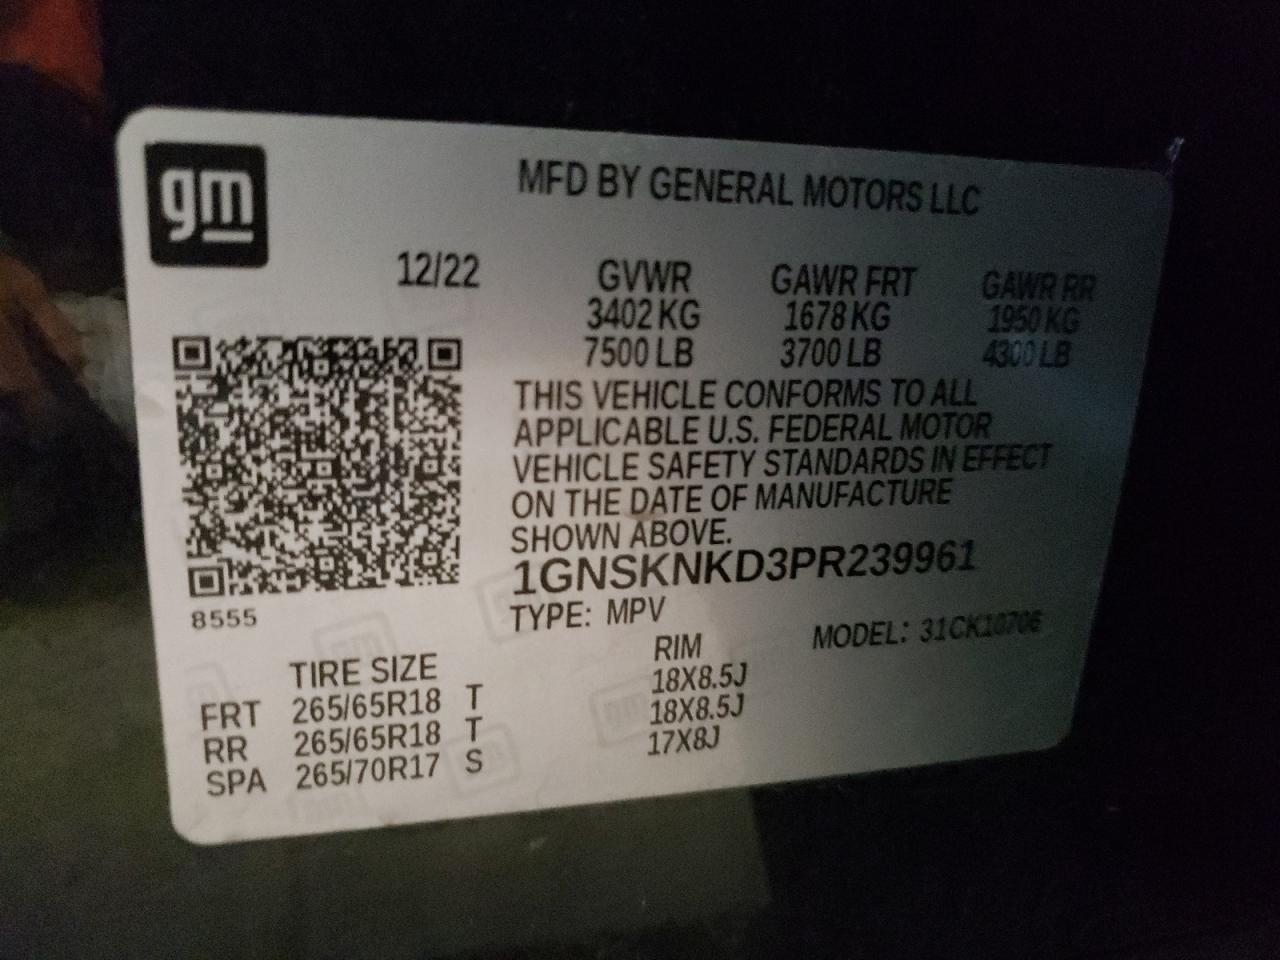 gm
MFD BY GENERAL MOTORS LLC
12/22 GVWR GAWR FRT GAWR RR
3402 KG 1678 KG 1950 KG
7500 LB 3700 LB 4300 LB
THIS VEHICLE CONFORMS TO ALL
APPLICABLE U.S. FEDERAL MOTOR
VEHICLE SAFETY STANDARDS IN EFFECT
ON THE DATE OF MANUFACTURE
SHOWN ABOVE.
1GNSKNKD3PR239961
8555
TYPE: MPV
MODEL: 31CK10706
TIRE SIZE RIM
FRT 265/65R18 T 18X8.5J
RR 265/65R18 T 18X8.5J
SPA 265/70R17 S 17X8J